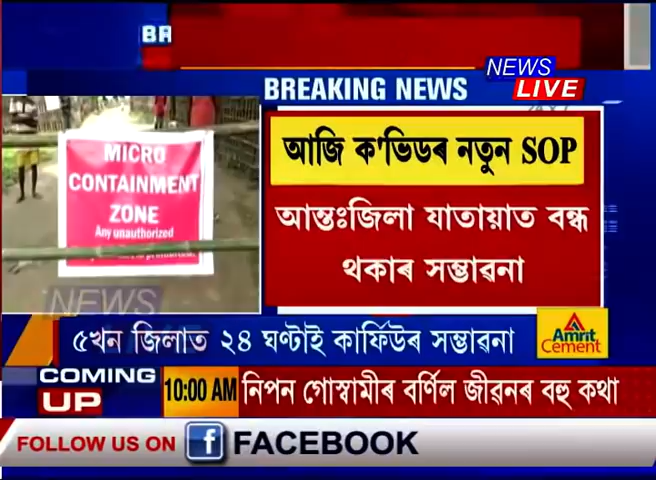 BR
NEWS
LIVE
BREAKING NEWS
আজি ক'ভিডৰ নতুন SOP
আন্তঃজিলা যাতায়াত বন্ধ
থকাৰ সম্ভাৱনা
MICRO
CONTAINMENT
ZONE
Any unauthorized
NEWS
৫খন জিলাত ২৪ ঘণ্টাই কাৰ্ফিউৰ সম্ভাৱনা
Amrit
Cement
COMING
UP
10:00 AM
নিপন গোস্বামীৰ বৰ্ণিল জীৱনৰ বহু কথা
FOLLOW US ON
f FACEBOOK